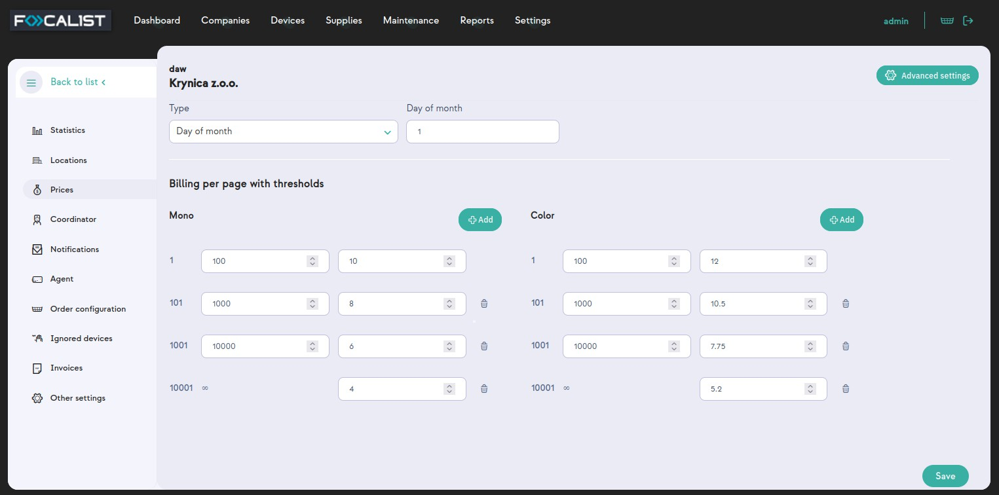 FOCALIST Dashboard Companies Devices Supplies Maintenance Reports Settings admin
Back to list <
Statistics
Locations
Prices
Coordinator
Notifications
Agent
Order configuration
Ignored devices
Invoices
Other settings
daw
Krynica z.o.o.
Advanced settings
Type Day of month
Day of month 1
Billing per page with thresholds
Mono Add Color Add
1 100 10 1 100 12
101 1000 8 101 1000 10.5
1001 10000 6 1001 10000 7.75
10001 ∞ 4 10001 ∞ 5.2
Save